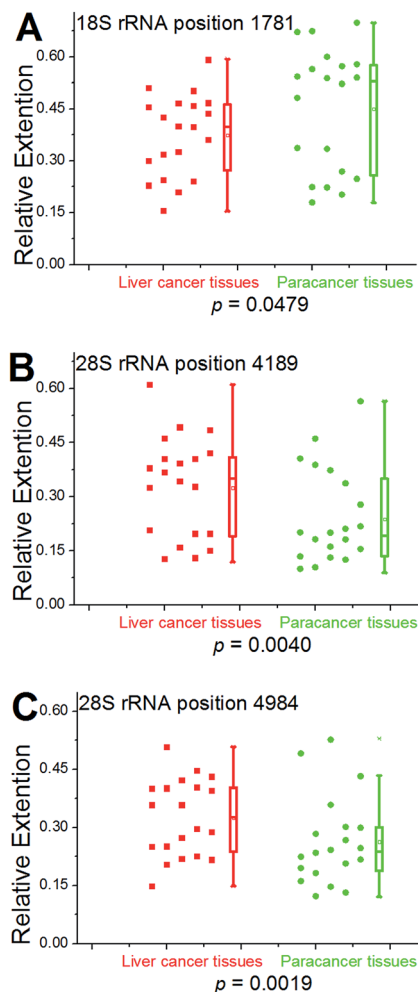 A
18S rRNA position 1781
Relative Extention
0.60
0.45
0.30
0.15
0.00
Liver cancer tissues
Paracancer tissues
p = 0.0479
B
28S rRNA position 4189
Relative Extention
0.60
0.45
0.30
0.15
0.00
Liver cancer tissues
Paracancer tissues
p = 0.0040
C
28S rRNA position 4984
Relative Extention
0.60
0.45
0.30
0.15
0.00
Liver cancer tissues
Paracancer tissues
p = 0.0019